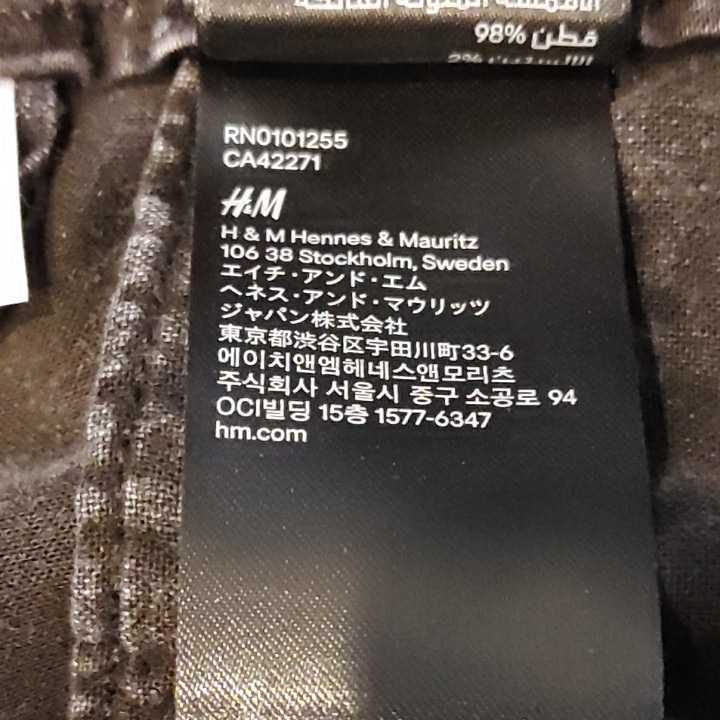 قطن %98
%2
RN0101255
CA42271
H&M
H & M Hennes & Mauritz
106 38 Stockholm, Sweden
エイチ・アンド・エム
ヘネス・アンド・マウリッツ
ジャパン株式会社
東京都渋谷区宇田川町33-6
에이치앤엠헤네스앤모리츠
주식회사 서울시 중구 소공로 94
OCI빌딩 15층 1577-6347
hm.com